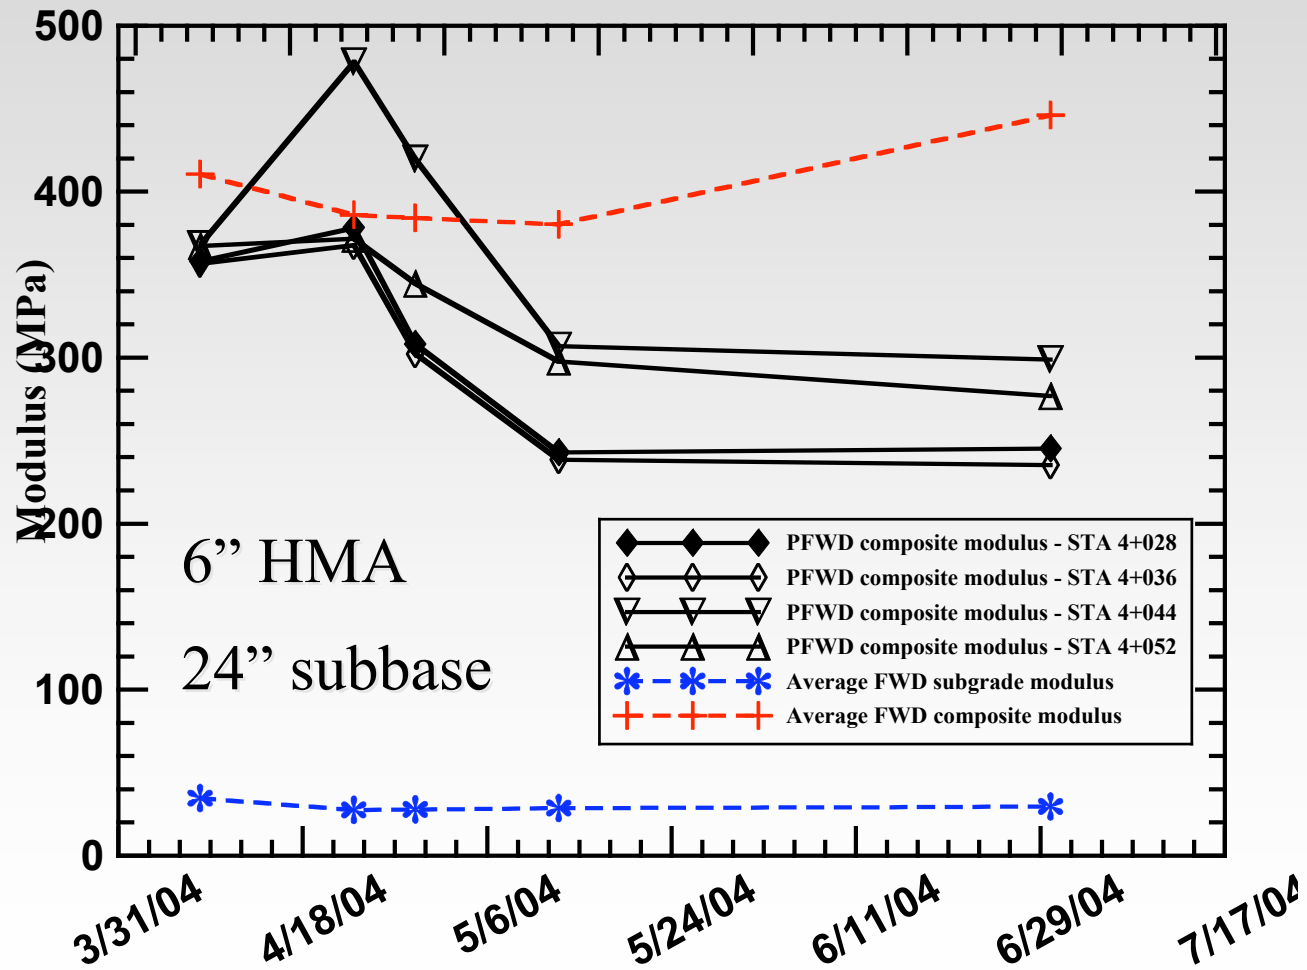 500
400
300
200
100
0
Modulus (MPa)
6” HMA
24” subbase
PFWD composite modulus - STA 4+028
PFWD composite modulus - STA 4+036
PFWD composite modulus - STA 4+044
PFWD composite modulus - STA 4+052
Average FWD subgrade modulus
Average FWD composite modulus
3/31/04
4/18/04
5/6/04
5/24/04
6/11/04
6/29/04
7/17/04